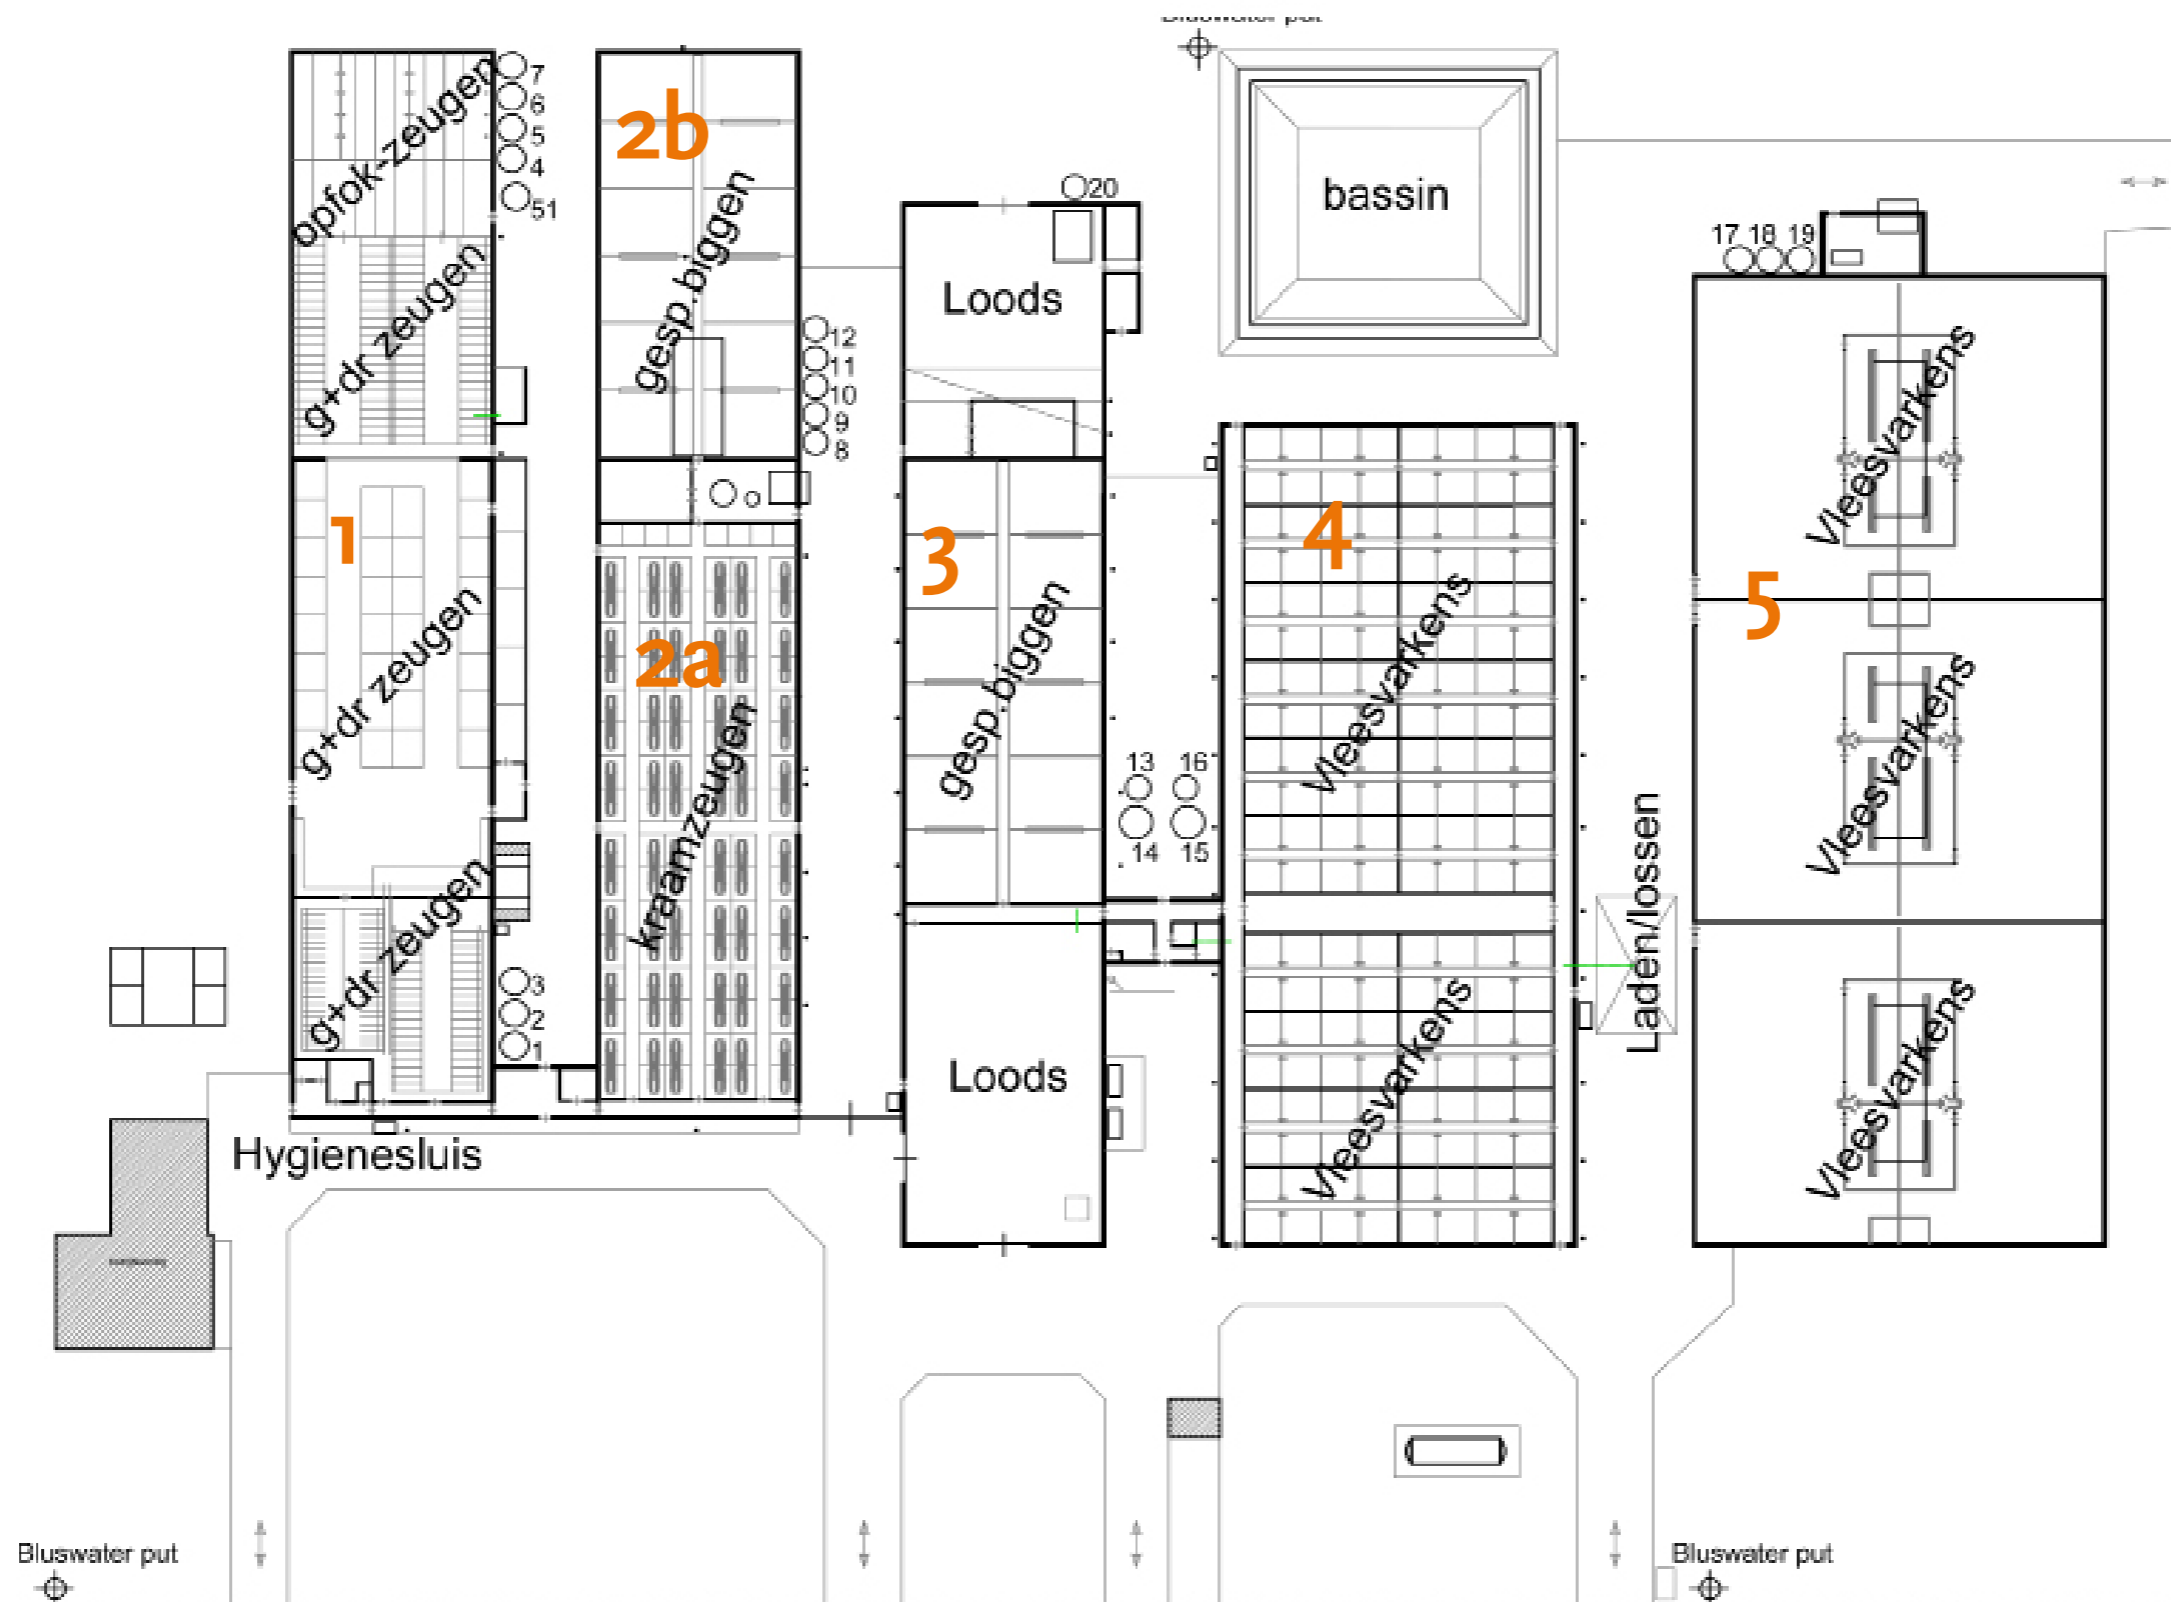 Bluswater put
7
6
5
4
51
opfok-zeugen
g+dr zeugen
2b
gesp.biggen
20
Loods
bassin
17 18 19
Vleesvarkens
12
11
10
9
8
1
g+dr zeugen
2a
kraamzeugen
3
gesp.biggen
4
Vleesvarkens
5
Vleesvarkens
13 16
14 15
Laden/lossen
g+dr zeugen
3
2
1
Loods
Vleesvarkens
Vleesvarkens
Hygienesluis
Bluswater put
Bluswater put